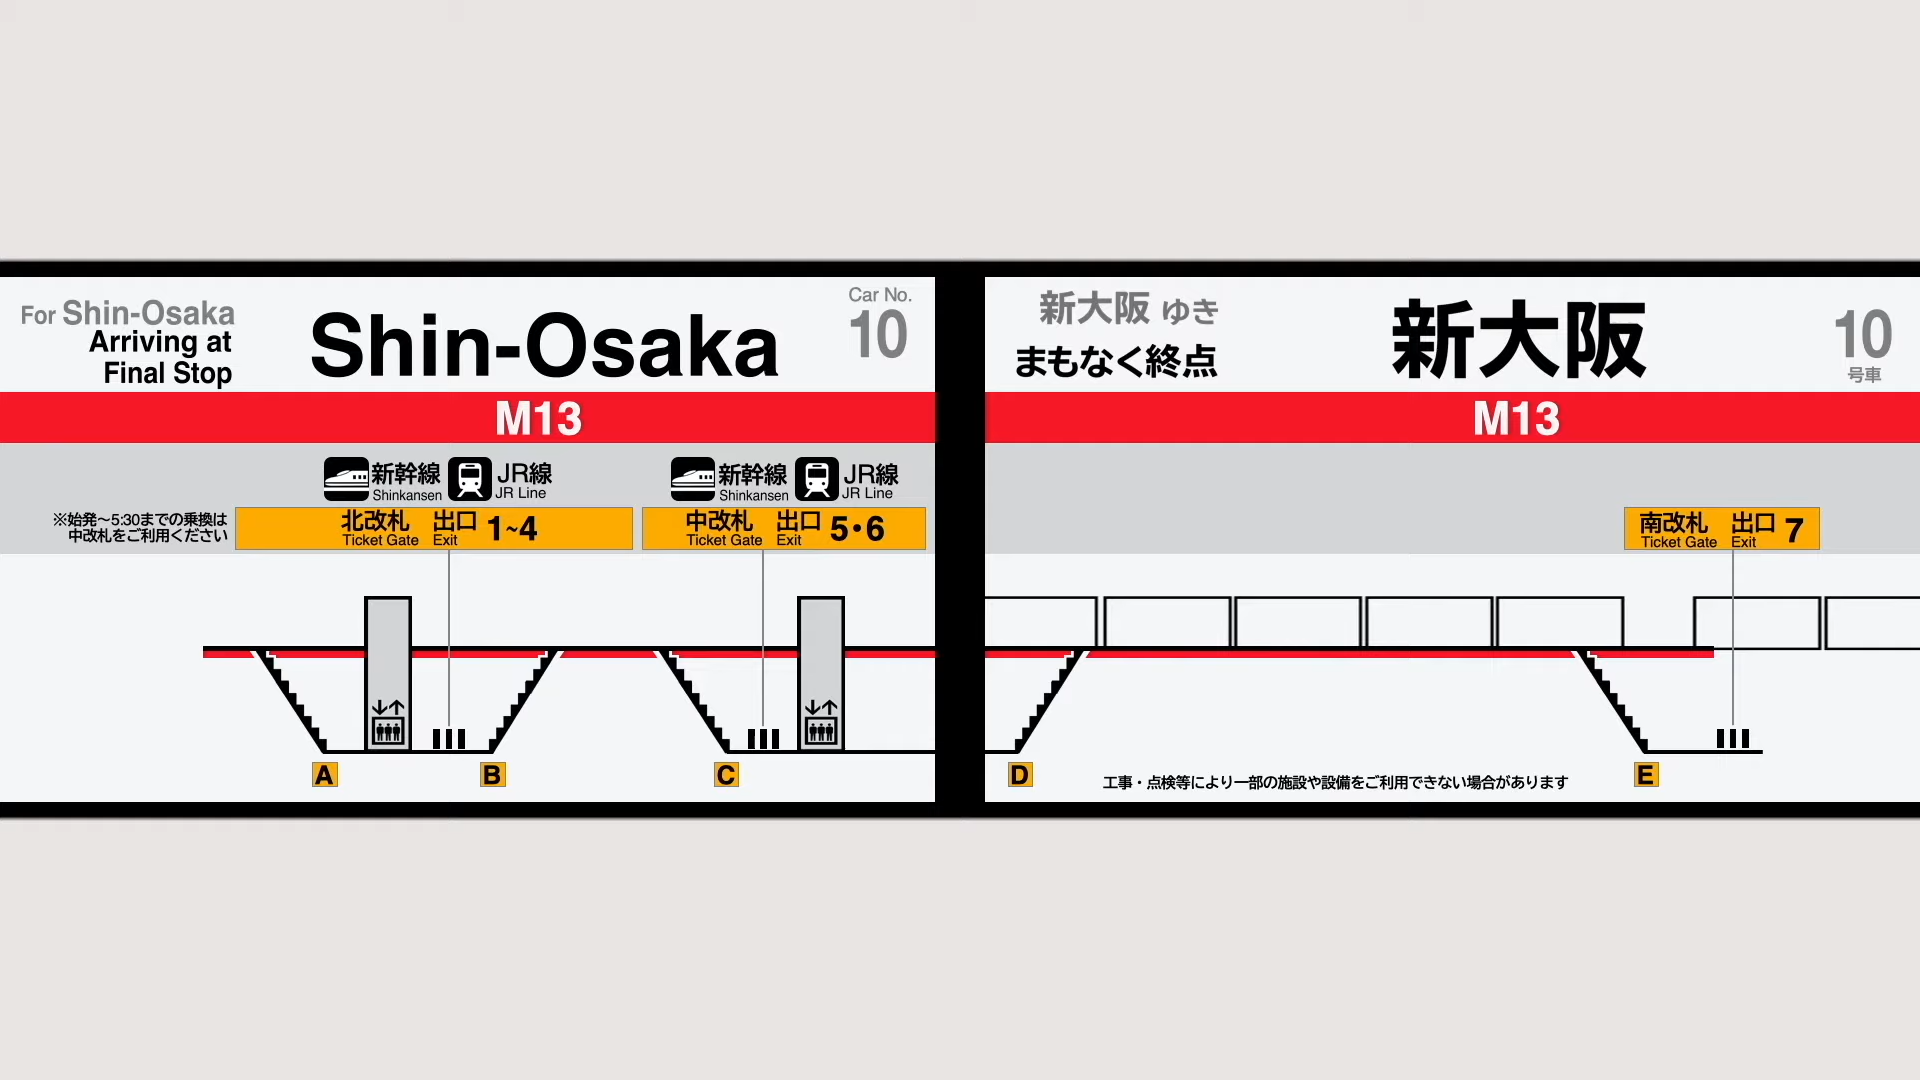 For Shin-Osaka
Arriving at
Final Stop
Shin-Osaka
Car No.
10
M13
新幹線
Shinkansen
JR線
JR Line
新幹線
Shinkansen
JR線
JR Line
※始発～5:30までの乗換は
中改札をご利用ください
北改札 出口 1~4
Ticket Gate Exit
中改札 出口 5・6
Ticket Gate Exit
A
B
C
新大阪 ゆき
まもなく終点
新大阪
10
号車
M13
南改札 出口 7
Ticket Gate Exit
D
工事・点検等により一部の施設や設備をご利用できない場合があります
E